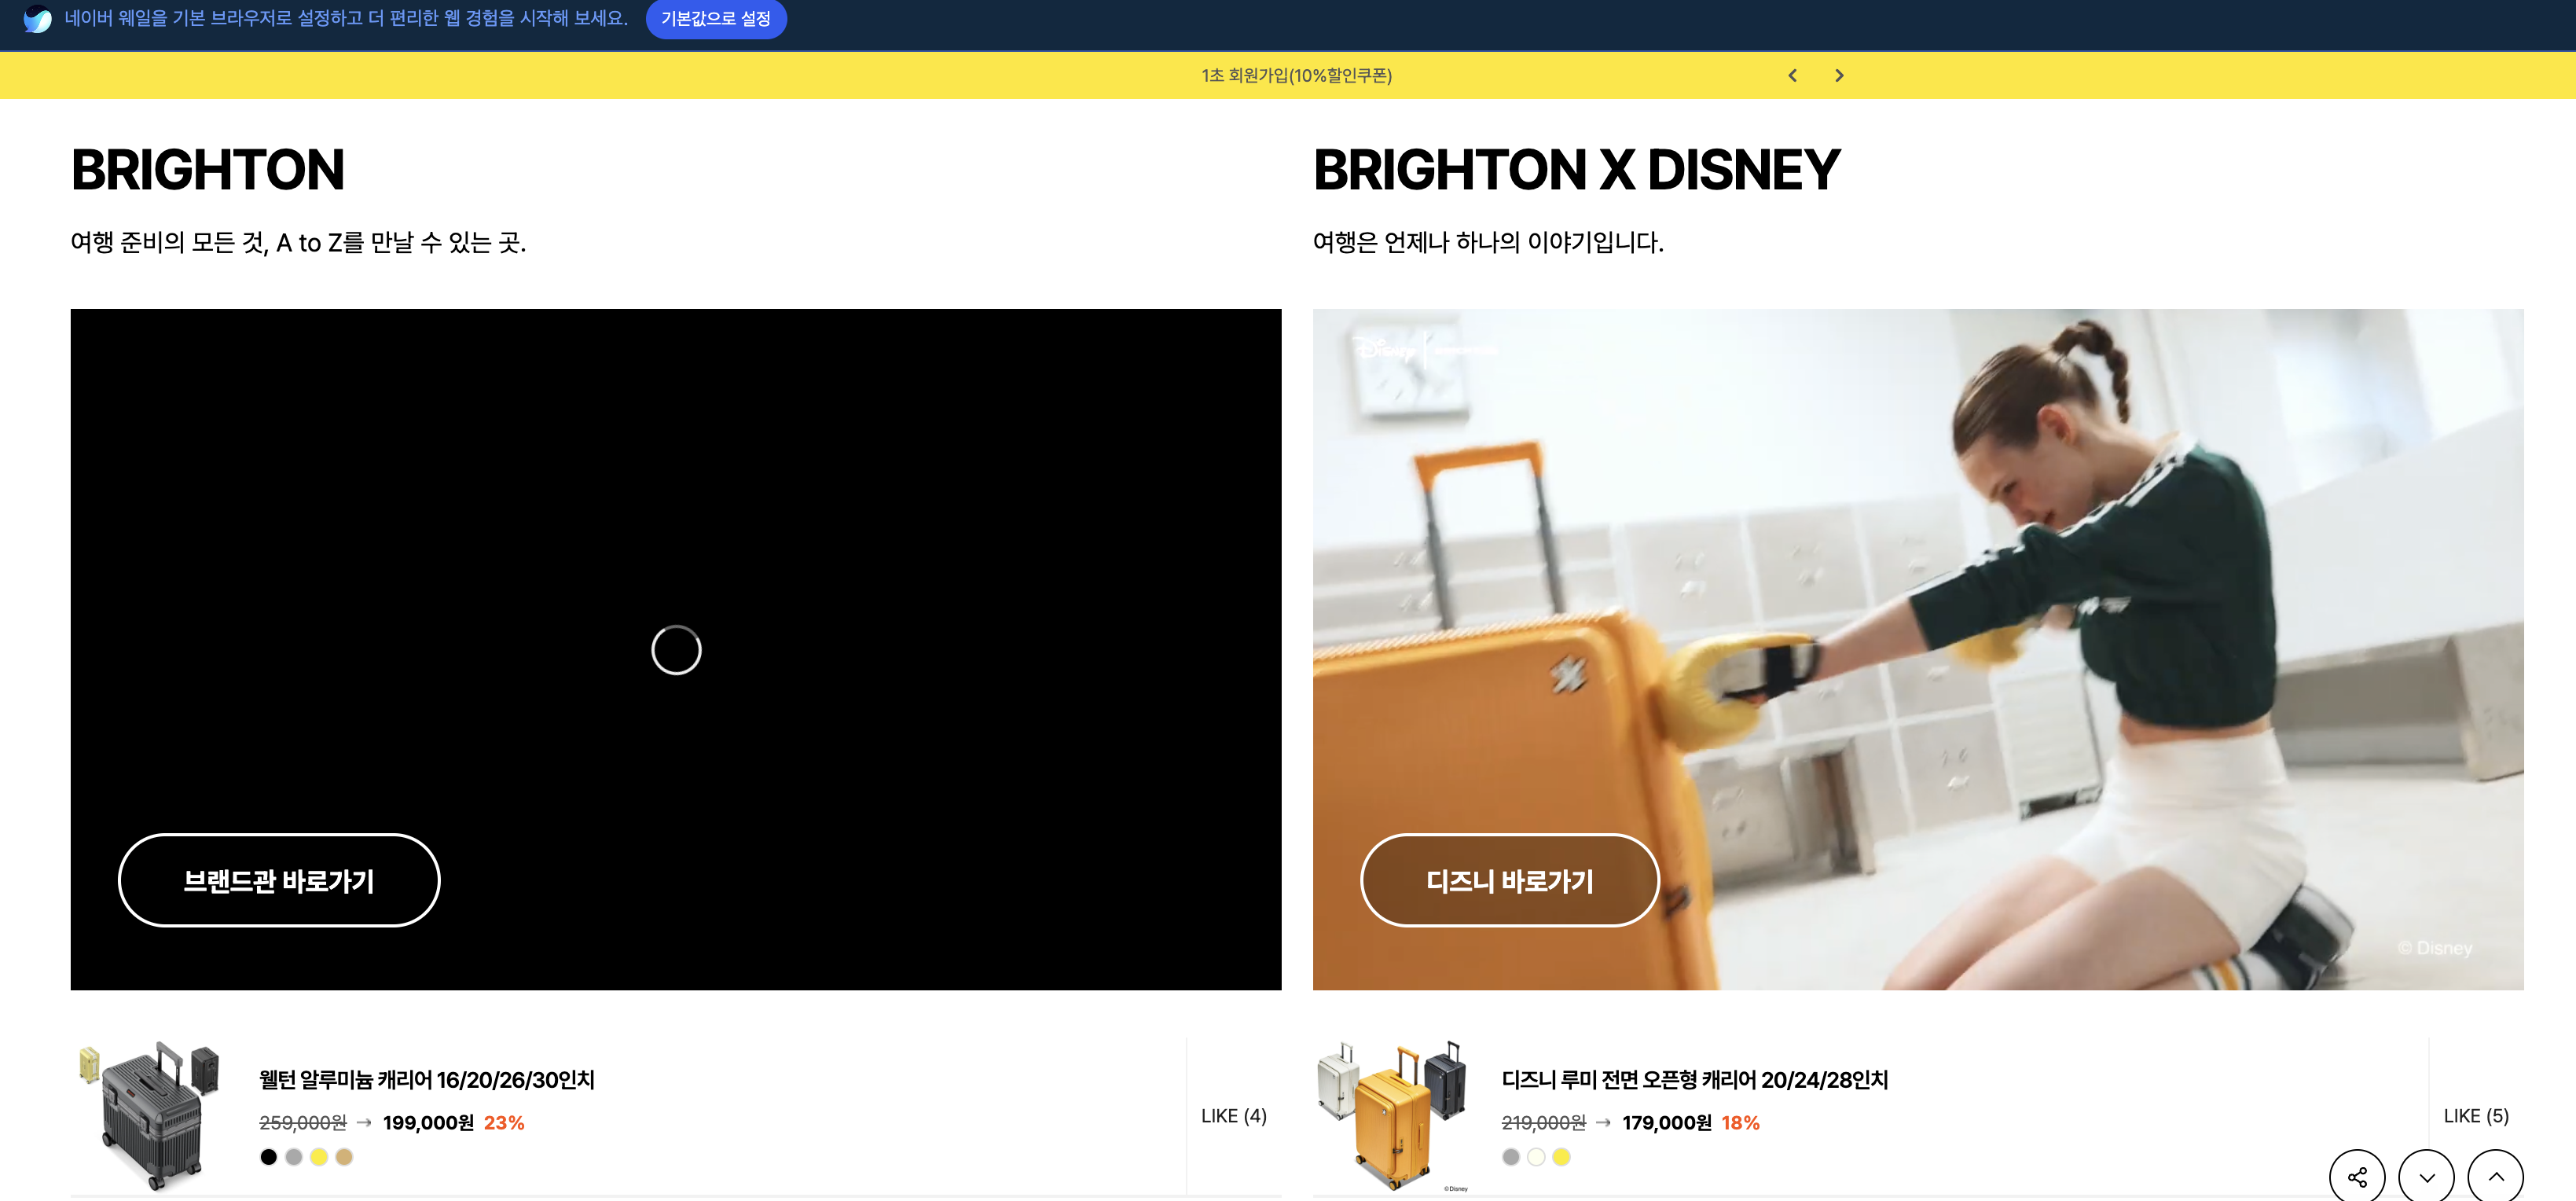 네이버 웨일을 기본 브라우저로 설정하고 더 편리한 웹 경험을 시작해 보세요. 기본값으로 설정
1초 회원가입(10%할인쿠폰)
BRIGHTON
여행 준비의 모든 것, A to Z를 만날 수 있는 곳.
브랜드관 바로가기
웰턴 알루미늄 캐리어 16/20/26/30인치
259,000원 → 199,000원 23%
LIKE (4)
BRIGHTON X DISNEY
여행은 언제나 하나의 이야기입니다.
Disney
디즈니 바로가기
© Disney
디즈니 루미 전면 오픈형 캐리어 20/24/28인치
219,000원 → 179,000원 18%
LIKE (5)
©Disney